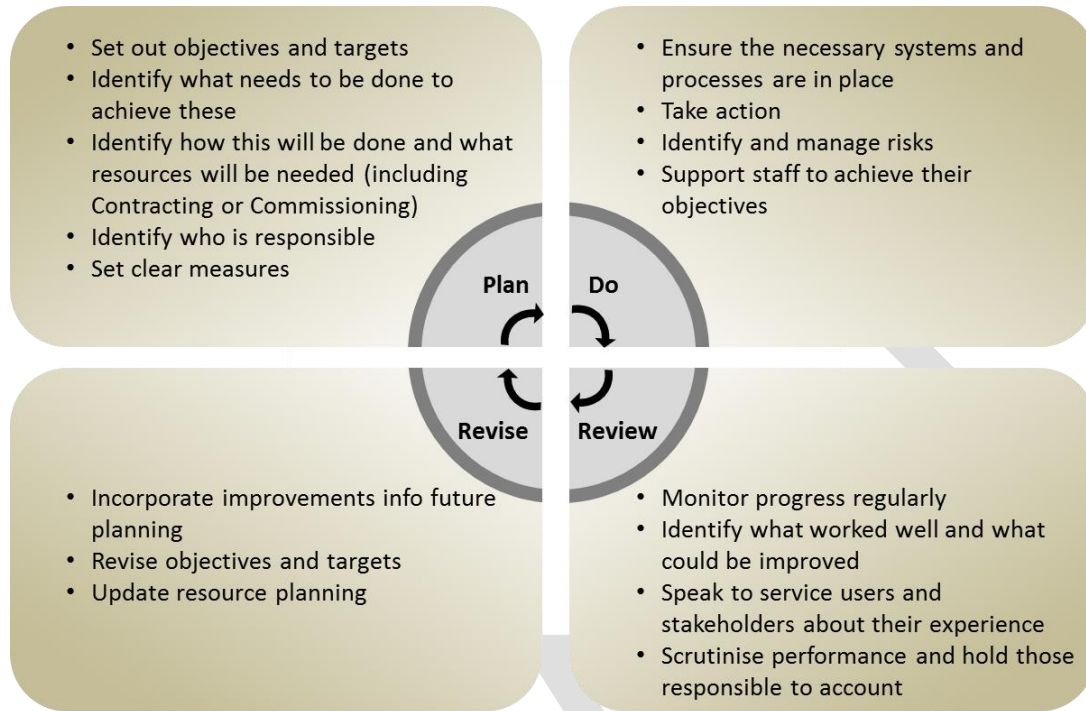 • Set out objectives and targets
• Identify what needs to be done to
achieve these
• Identify how this will be done and what
resources will be needed (including
Contracting or Commissioning)
• Identify who is responsible
• Set clear measures
• Ensure the necessary systems and
processes are in place
• Take action
• Identify and manage risks
• Support staff to achieve their
objectives
Plan
Do
Revise
Review
• Incorporate improvements info future
planning
• Revise objectives and targets
• Update resource planning
• Monitor progress regularly
• Identify what worked well and what
could be improved
• Speak to service users and
stakeholders about their experience
• Scrutinise performance and hold those
responsible to account